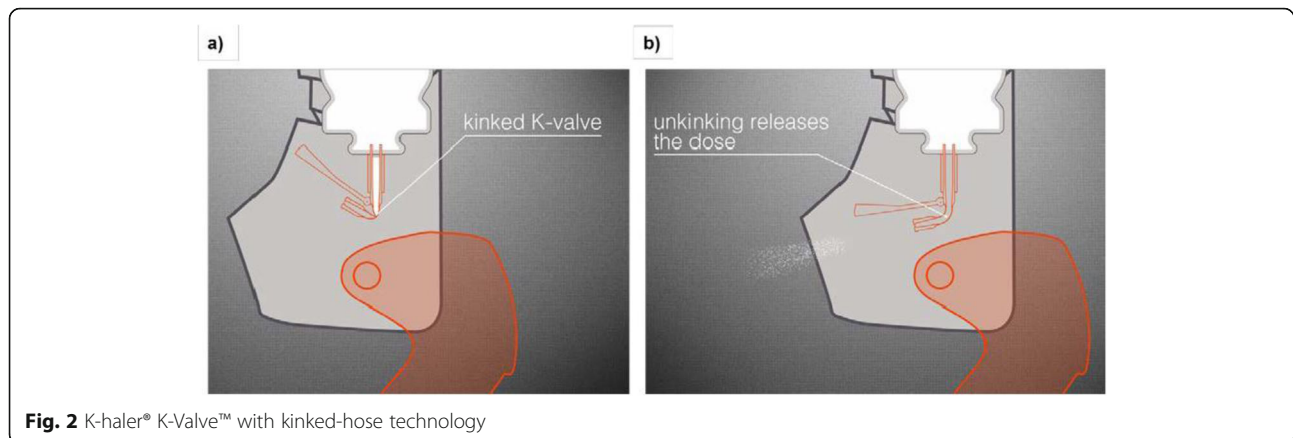 a)
b)
kinked K-valve
unkinking releases
the dose
Fig. 2 K-haler® K-Valve™ with kinked-hose technology